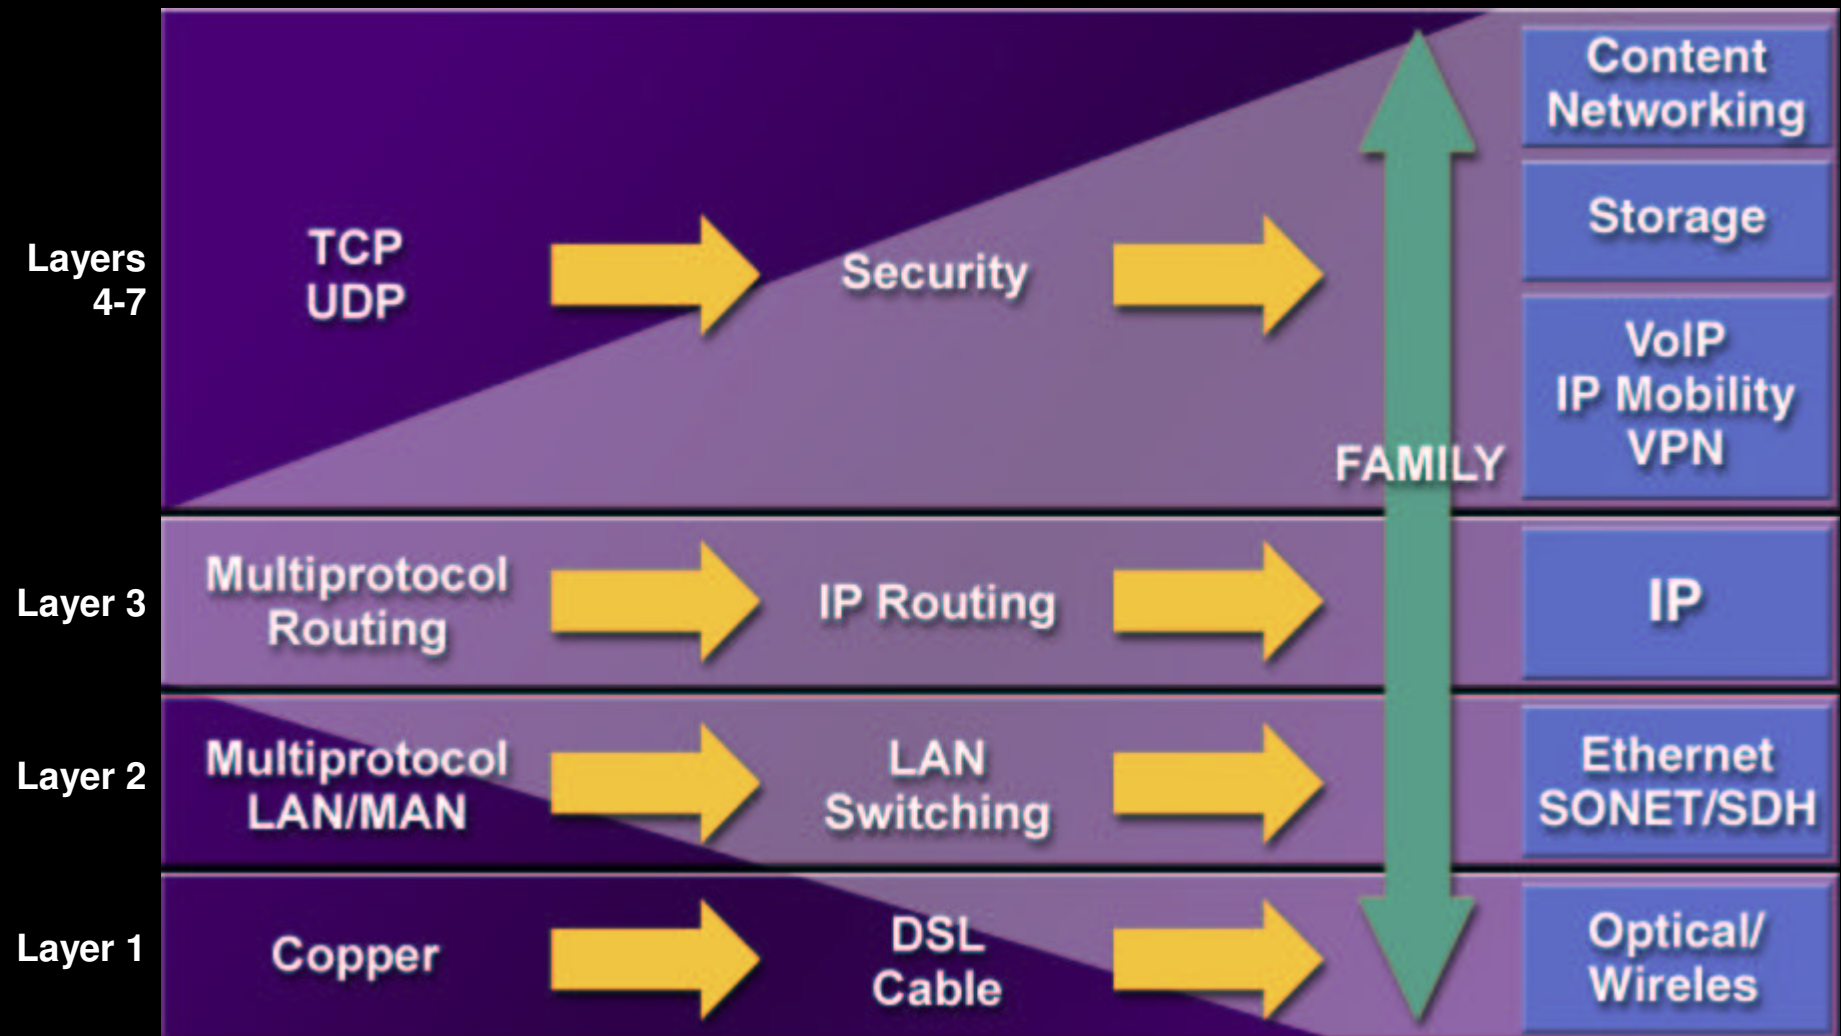 Layers
4-7
TCP
UDP
Security
FAMILY
Content
Networking
Storage
VoIP
IP Mobility
VPN
Layer 3
Multiprotocol
Routing
IP Routing
IP
Layer 2
Multiprotocol
LAN/MAN
LAN
Switching
Ethernet
SONET/SDH
Layer 1
Copper
DSL
Cable
Optical/
Wireles